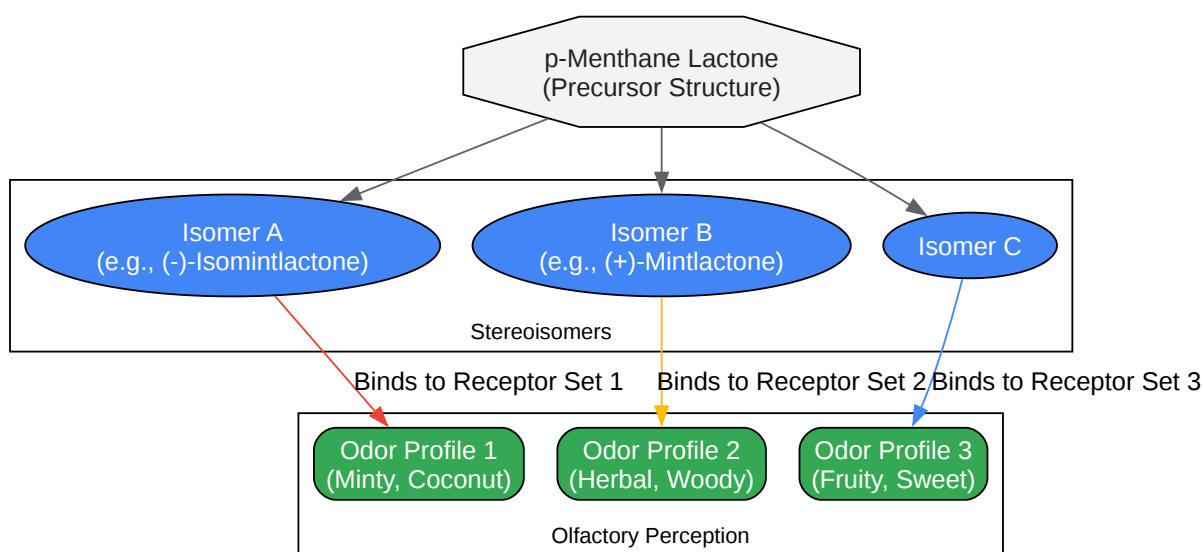 p-Menthane Lactone
(Precursor Structure)
Isomer A
(e.g., (-)-Isomintlactone)
Isomer B
(e.g., (+)-Mintlactone)
Isomer C
Stereoisomers
Binds to Receptor Set 1
Binds to Receptor Set 2
Binds to Receptor Set 3
Odor Profile 1
(Minty, Coconut)
Odor Profile 2
(Herbal, Woody)
Odor Profile 3
(Fruity, Sweet)
Olfactory Perception